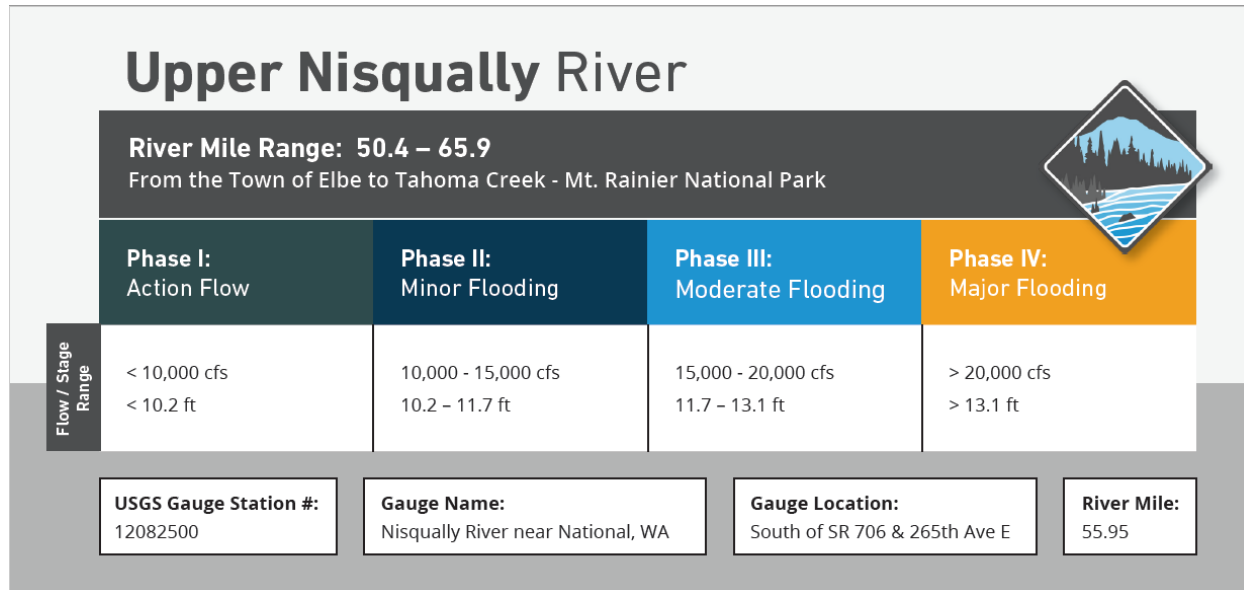 Upper Nisqually River
River Mile Range: 50.4 – 65.9
From the Town of Elbe to Tahoma Creek - Mt. Rainier National Park
Phase I:
Action Flow
Phase II:
Minor Flooding
Phase III:
Moderate Flooding
Phase IV:
Major Flooding
Flow / Stage
Range
< 10,000 cfs
< 10.2 ft
10,000 - 15,000 cfs
10.2 – 11.7 ft
15,000 - 20,000 cfs
11.7 – 13.1 ft
> 20,000 cfs
> 13.1 ft
USGS Gauge Station #:
12082500
Gauge Name:
Nisqually River near National, WA
Gauge Location:
South of SR 706 & 265th Ave E
River Mile:
55.95